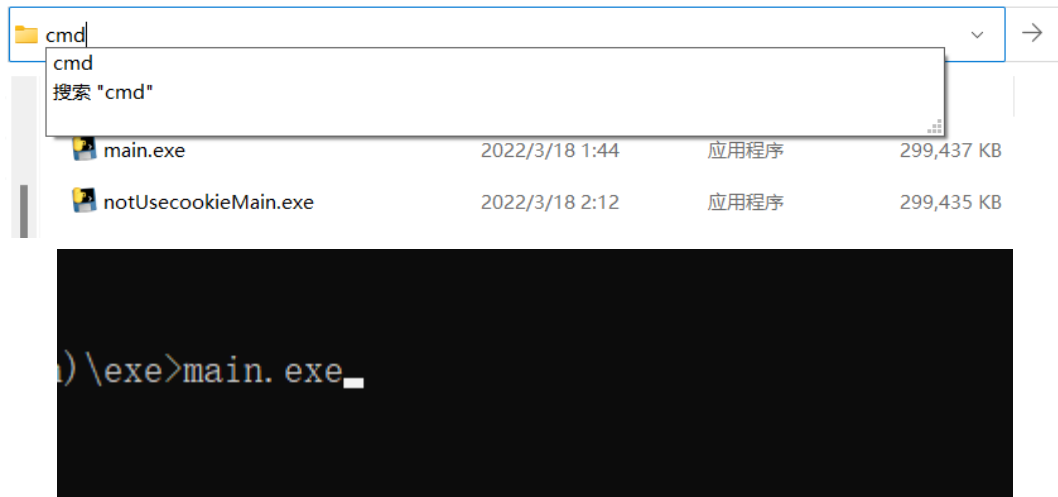 cmd
cmd
搜索 "cmd"
main.exe 2022/3/18 1:44 应用程序 299,437 KB
notUsecookieMain.exe 2022/3/18 2:12 应用程序 299,435 KB
)\exe>main.exe